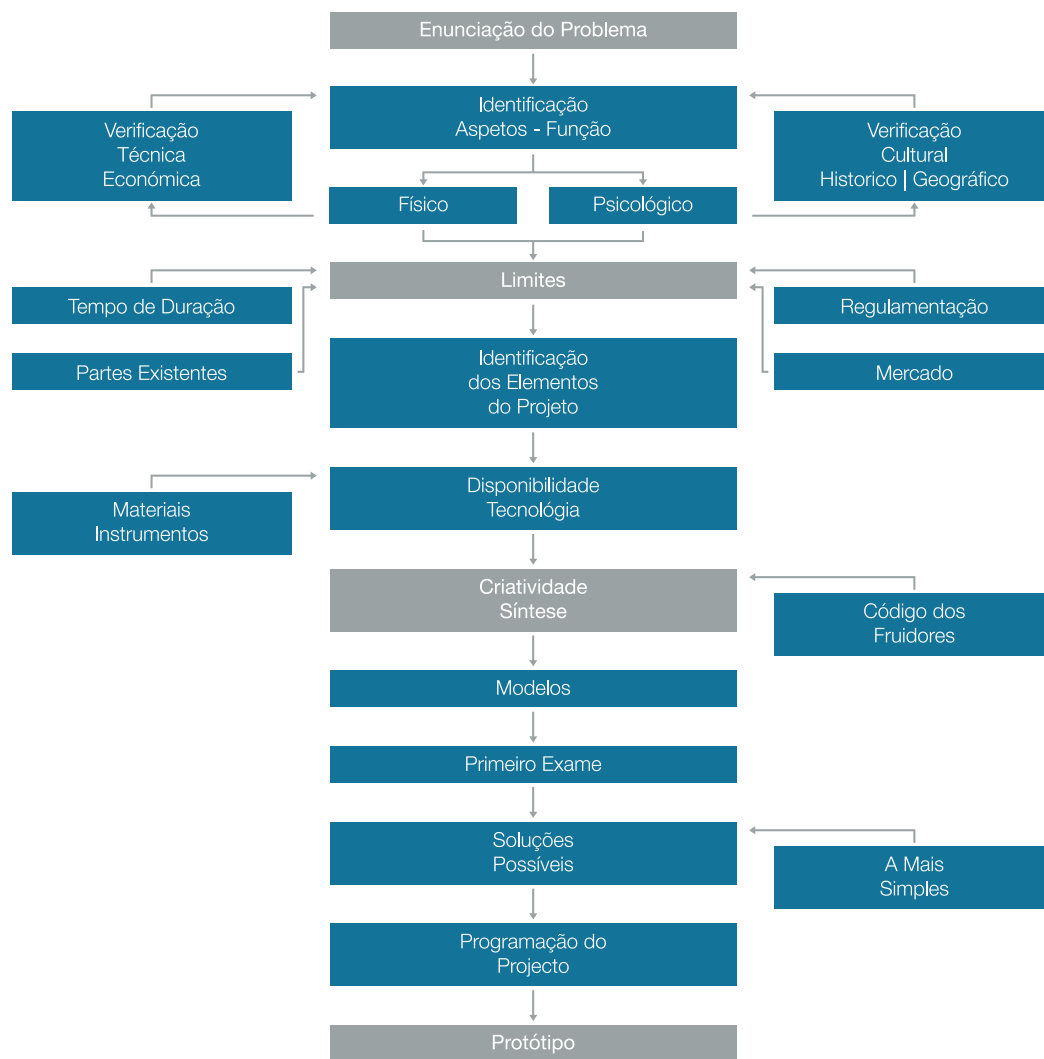 Enunciação do Problema
Identificação
Aspetos - Função
Verificação
Técnica
Económica
Verificação
Cultural
Historico | Geográfico
Físico
Psicológico
Limites
Tempo de Duração
Regulamentação
Partes Existentes
Mercado
Identificação
dos Elementos
do Projeto
Disponibilidade
Tecnológia
Materiais
Instrumentos
Criatividade
Síntese
Código dos
Fruidores
Modelos
Primeiro Exame
Soluções
Possíveis
A Mais
Simples
Programação do
Projecto
Protótipo